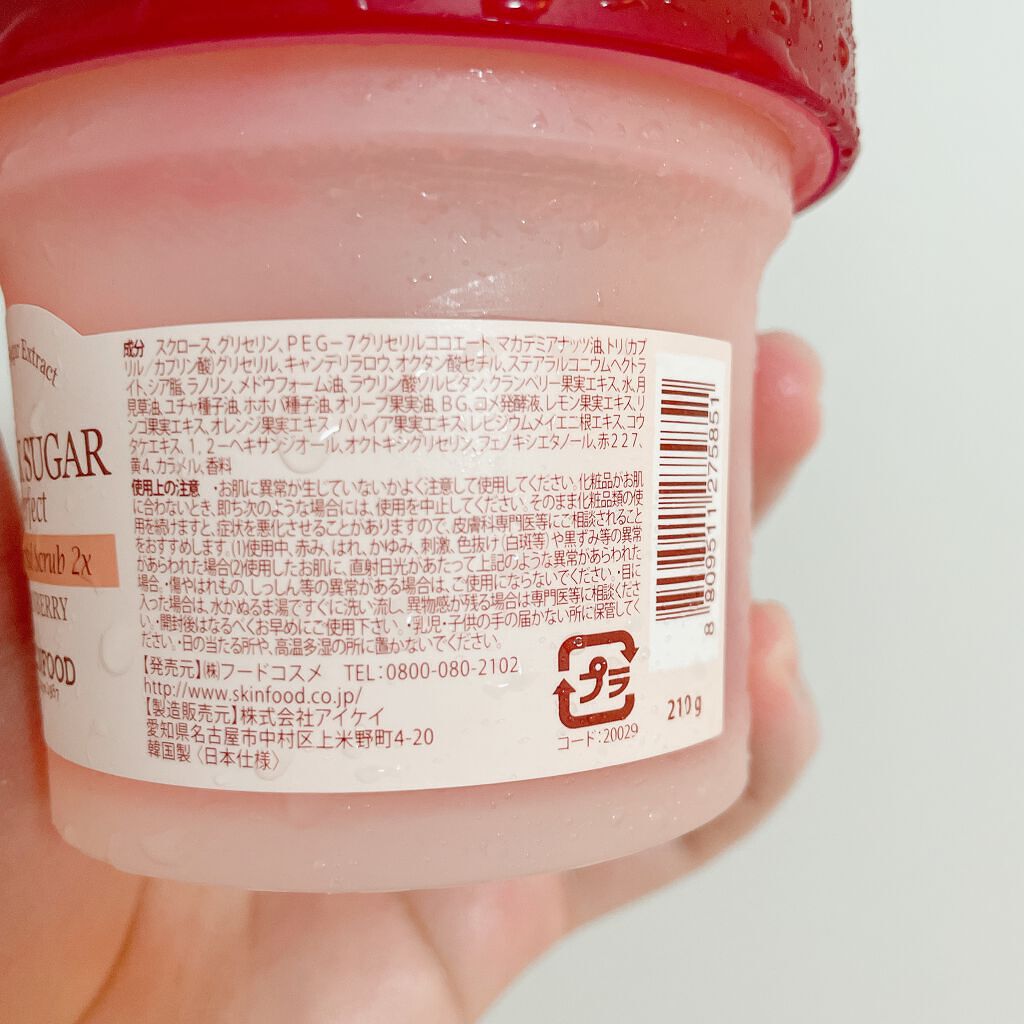 Extract
SUGAR
Scrub 2x
成分 スクロース、グリセリン、PEG-7グリセリルココエート、マカデミアナッツ油、トリ(カプ
リル/カプリン酸)グリセリル、キャンデリラロウ、オクタン酸セチル、ステアラルコニウムヘクトラ
イト、シア脂、ラノリン、メドウフォーム油、ラウリン酸ソルビタン、クランベリー果実エキス、水、月
見草油、ユチャ種子油、ホホバ種子油、オリーブ果実油、BG、コメ発酵液、レモン果実エキス、リ
ンゴ果実エキス、オレンジ果実エキス、パパイア果実エキス、レピジウムメイエニ根エキス、コウ
タケエキス、1,2-ヘキサンジオール、オクトキシグリセリン、フェノキシエタノール、赤227、
黄4、カラメル、香料
使用上の注意 ・お肌に異常が生じていないかよく注意して使用してください。化粧品がお肌
に合わないとき、即ち次のような場合には、使用を中止してください。そのまま化粧品類の使
用を続けますと、症状を悪化させることがありますので、皮膚科専門医等にご相談されること
をおすすめします。(1)使用中、赤み、はれ、かゆみ、刺激、色抜け(白斑等)や黒ずみ等の異常
があらわれた場合(2)使用したお肌に、直射日光があたって上記のような異常があらわれた
場合。・傷やはれもの、しっしん等の異常がある場合は、ご使用にならないでください。・目に
入った場合は、水かぬるま湯ですぐに洗い流し、異物感が残る場合は専門医等に相談くださ
い。・開封後はなるべくお早めにご使用下さい。・乳児・子供の手の届かない所に保管してく
ださい。・日の当たる所や、高温多湿の所に置かないでください。
【発売元】㈱フードコスメ TEL:0800-080-2102
http://www.skinfood.co.jp/
【製造販売元】株式会社アイケイ
愛知県名古屋市中村区上米野町4-20
韓国製〈日本仕様〉
プラ
コード:20029
210g
8 809511 275851